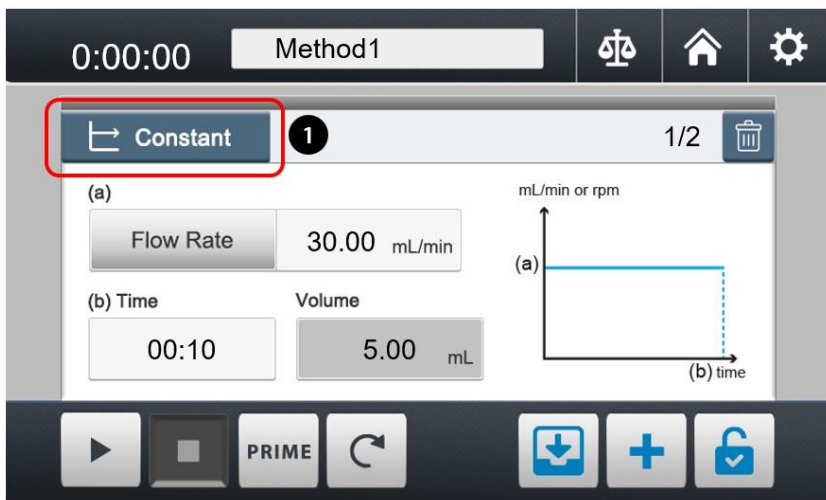 0:00:00 Method1
Constant 1 1/2
(a)
Flow Rate 30.00 mL/min
(b) Time Volume
00:10 5.00 mL
mL/min or rpm
(a)
(b) time
PRIME